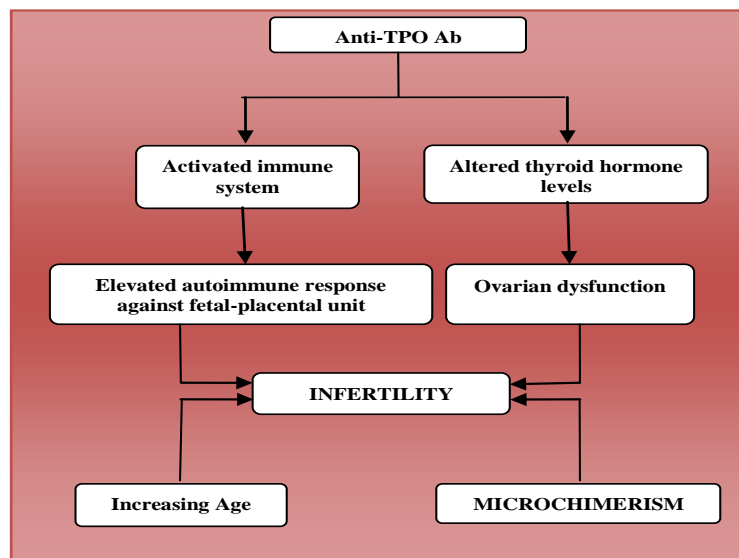 Anti-TPO Ab
Activated immune
system
Altered thyroid hormone
levels
Elevated autoimmune response
against fetal-placental unit
Ovarian dysfunction
INFERTILITY
Increasing Age
MICROCHIMERISM